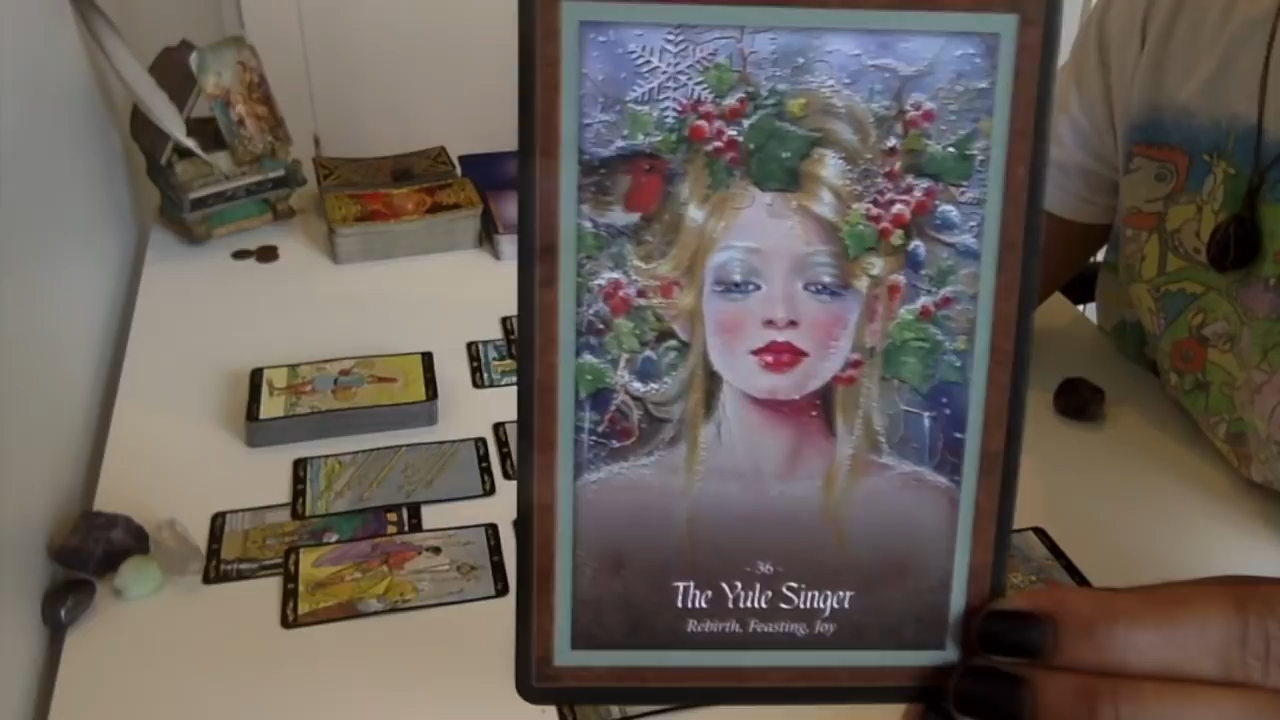 - 36 -
The Yule Singer
Rebirth, Feasting, Joy